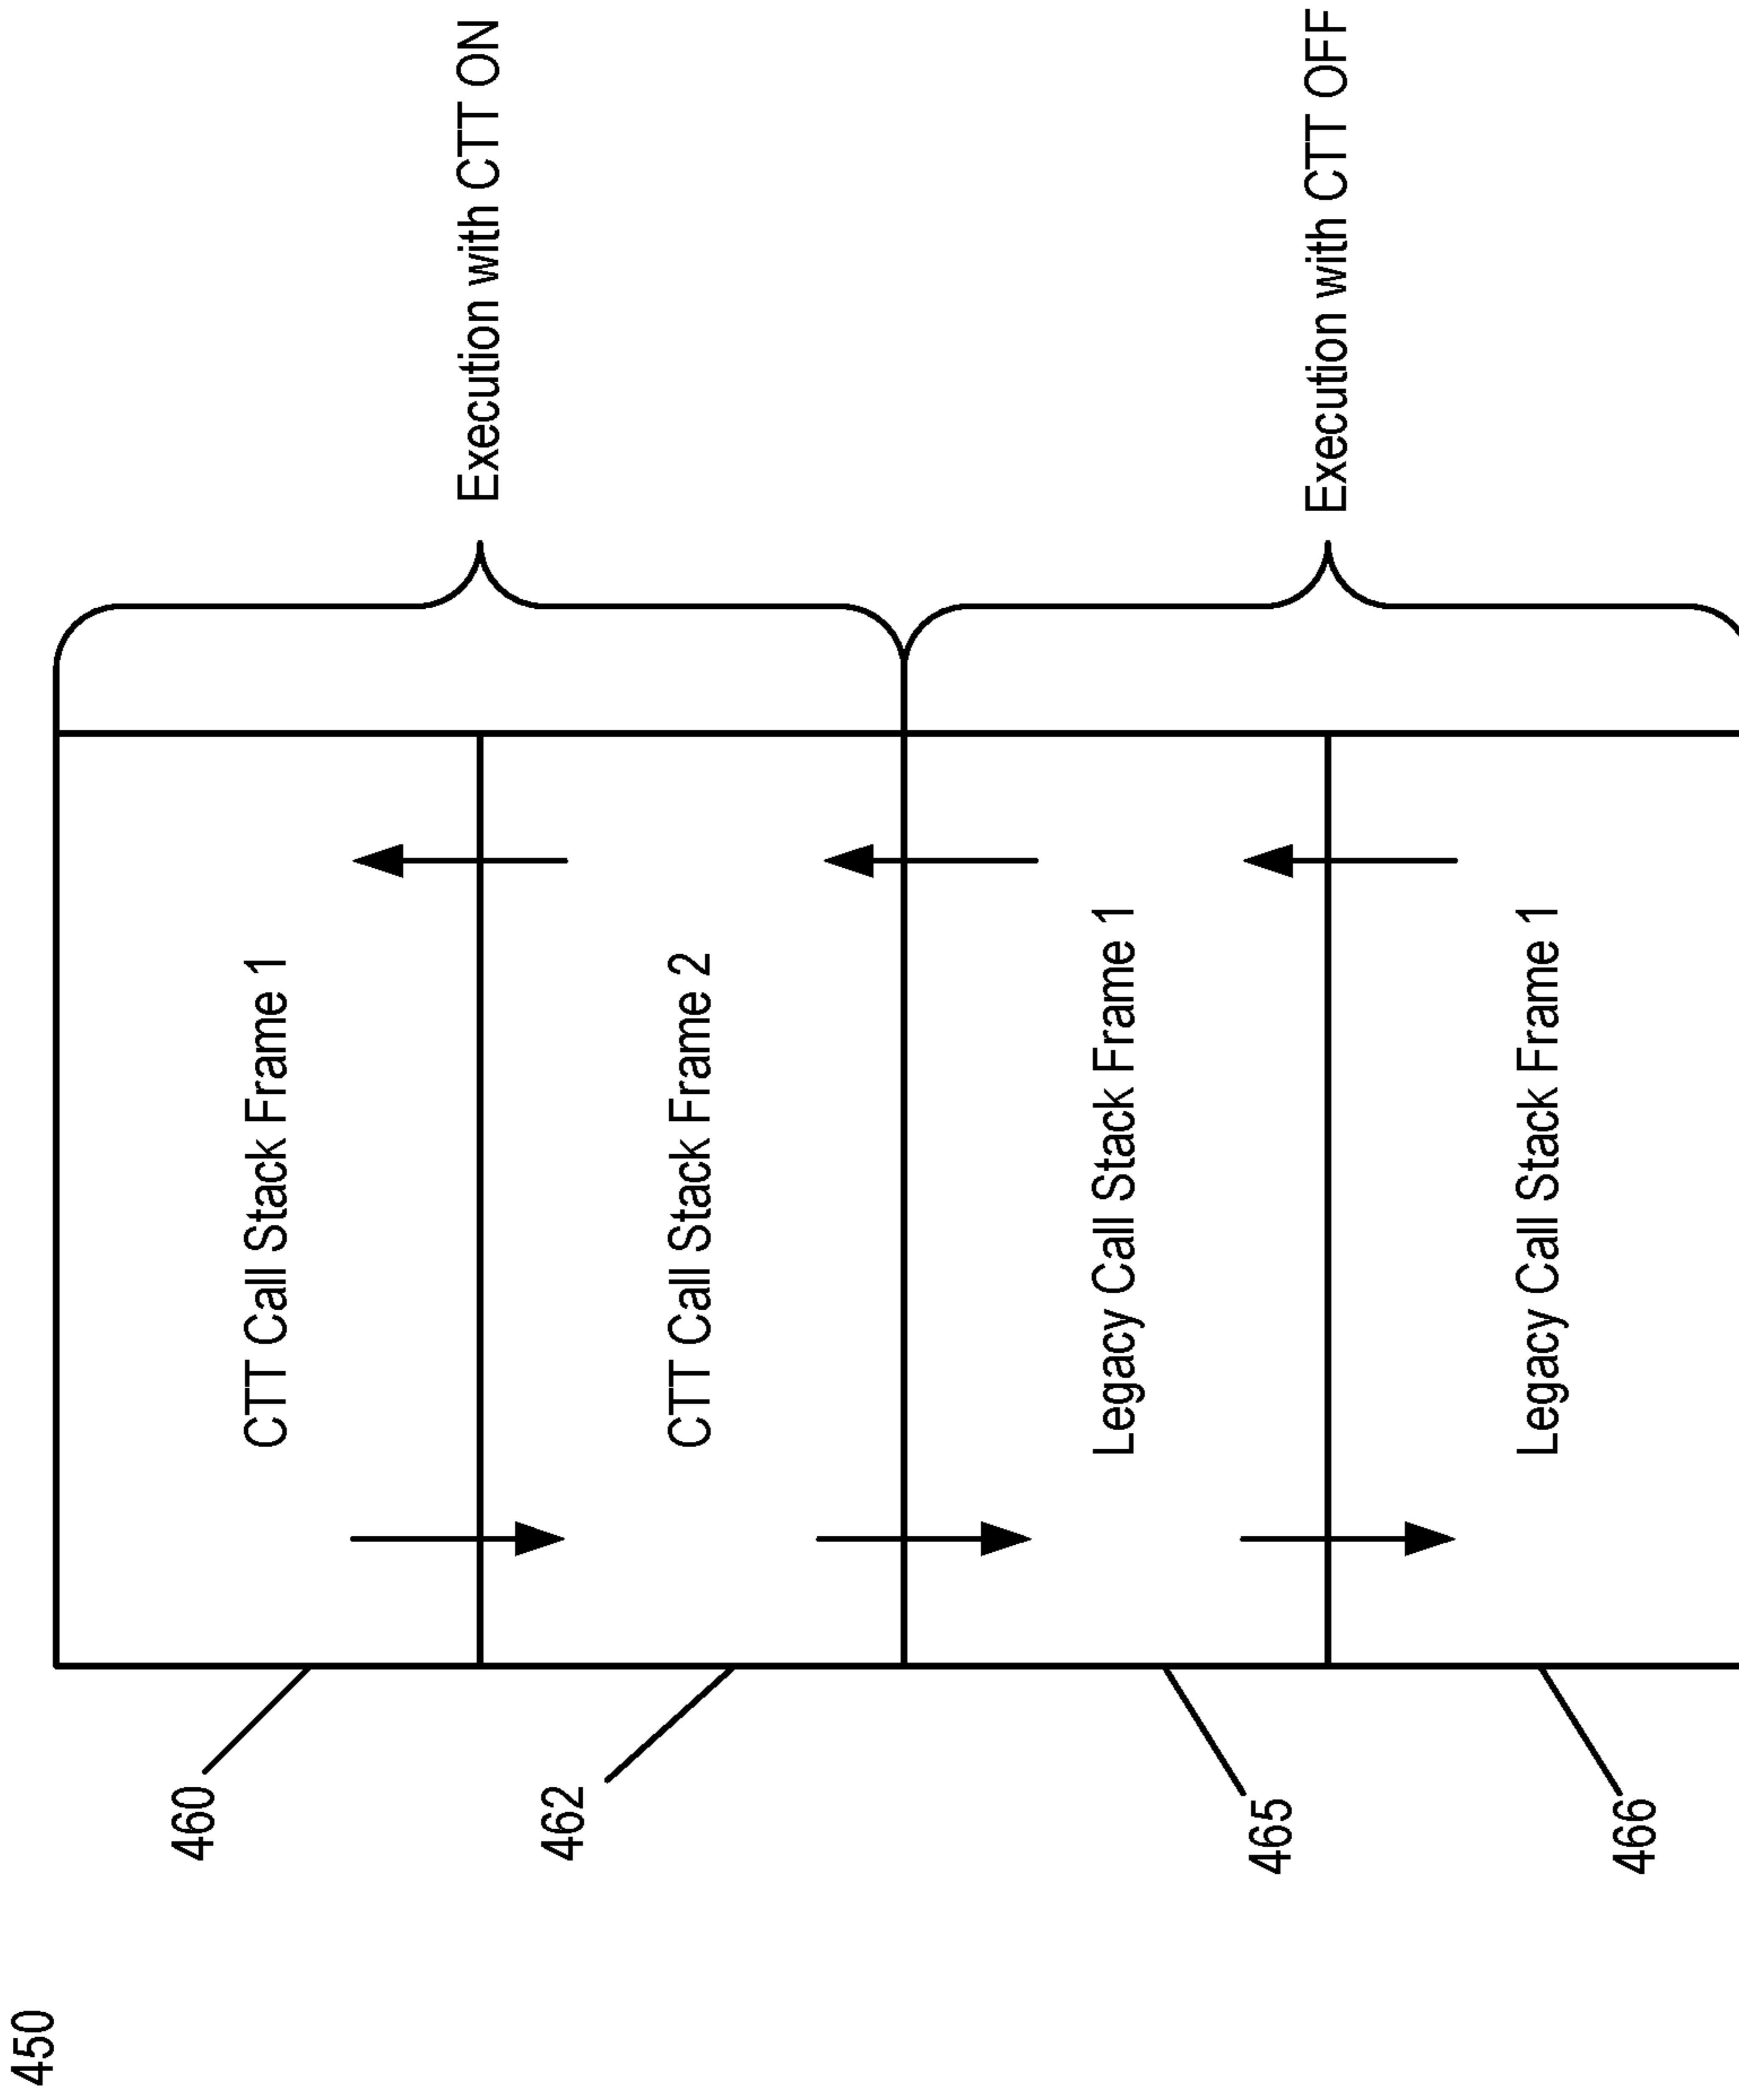 450
460
CTT Call Stack Frame 1
462
CTT Call Stack Frame 2
Execution with CTT ON
465
Legacy Call Stack Frame 1
466
Legacy Call Stack Frame 1
Execution with CTT OFF